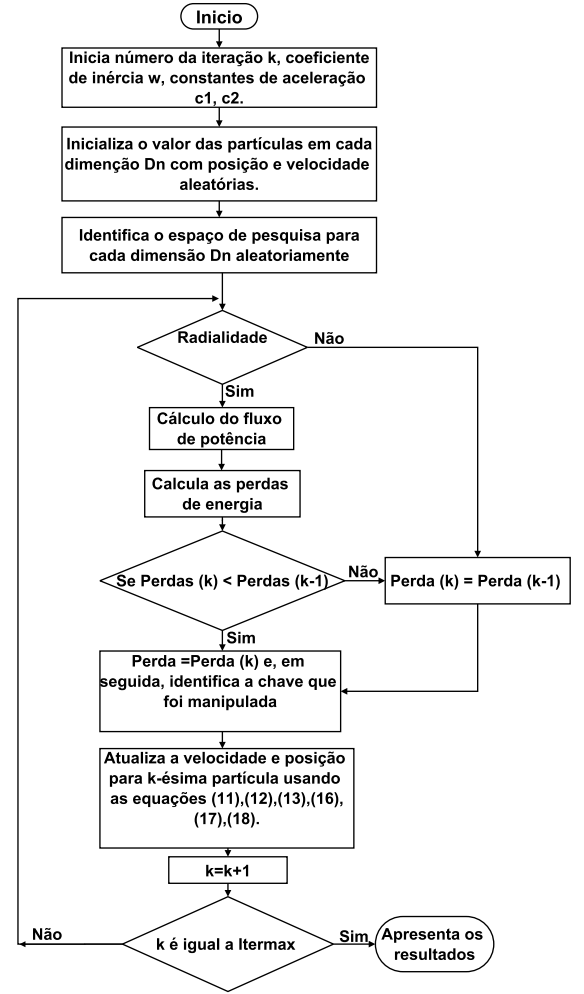 Inicio
Inicia número da iteração k, coeficiente
de inércia w, constantes de aceleração
c1, c2.
Inicializa o valor das partículas em cada
dimenção Dn com posição e velocidade
aleatórias.
Identifica o espaço de pesquisa para
cada dimensão Dn aleatoriamente
Radialidade
Não
Sim
Cálculo do fluxo
de potência
Calcula as perdas
de energia
Se Perdas (k) < Perdas (k-1)
Não
Perda (k) = Perda (k-1)
Sim
Perda =Perda (k) e, em
seguida, identifica a chave que
foi manipulada
Atualiza a velocidade e posição
para k-ésima partícula usando
as equações (11),(12),(13),(16),
(17),(18).
k=k+1
Não
k é igual a Itermax
Sim
Apresenta os
resultados